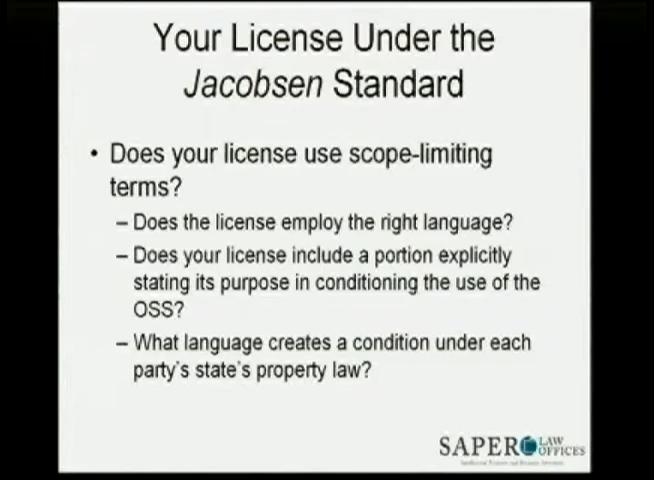 Your License Under the
Jacobsen Standard
• Does your license use scope-limiting
terms?
– Does the license employ the right language?
– Does your license include a portion explicitly
stating its purpose in conditioning the use of the
OSS?
– What language creates a condition under each
party's state's property law?
SAPER LAW
OFFICES